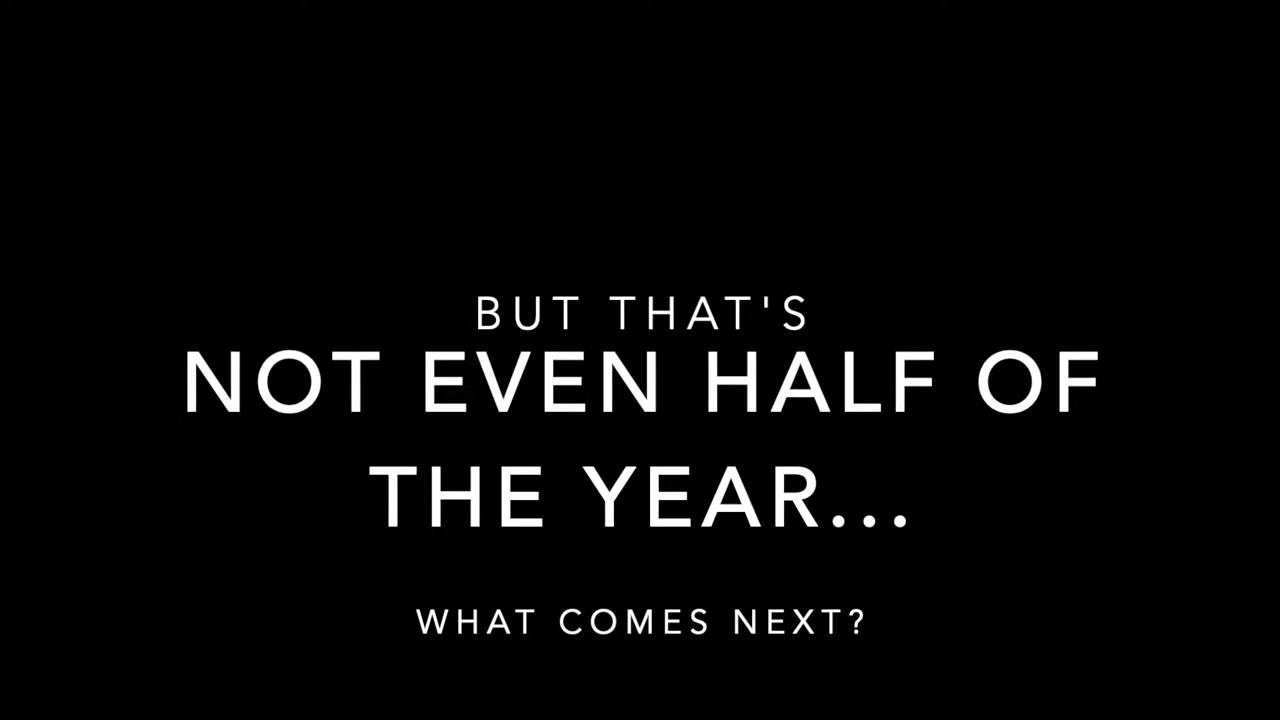 BUT THAT'S
NOT EVEN HALF OF
THE YEAR...
WHAT COMES NEXT?